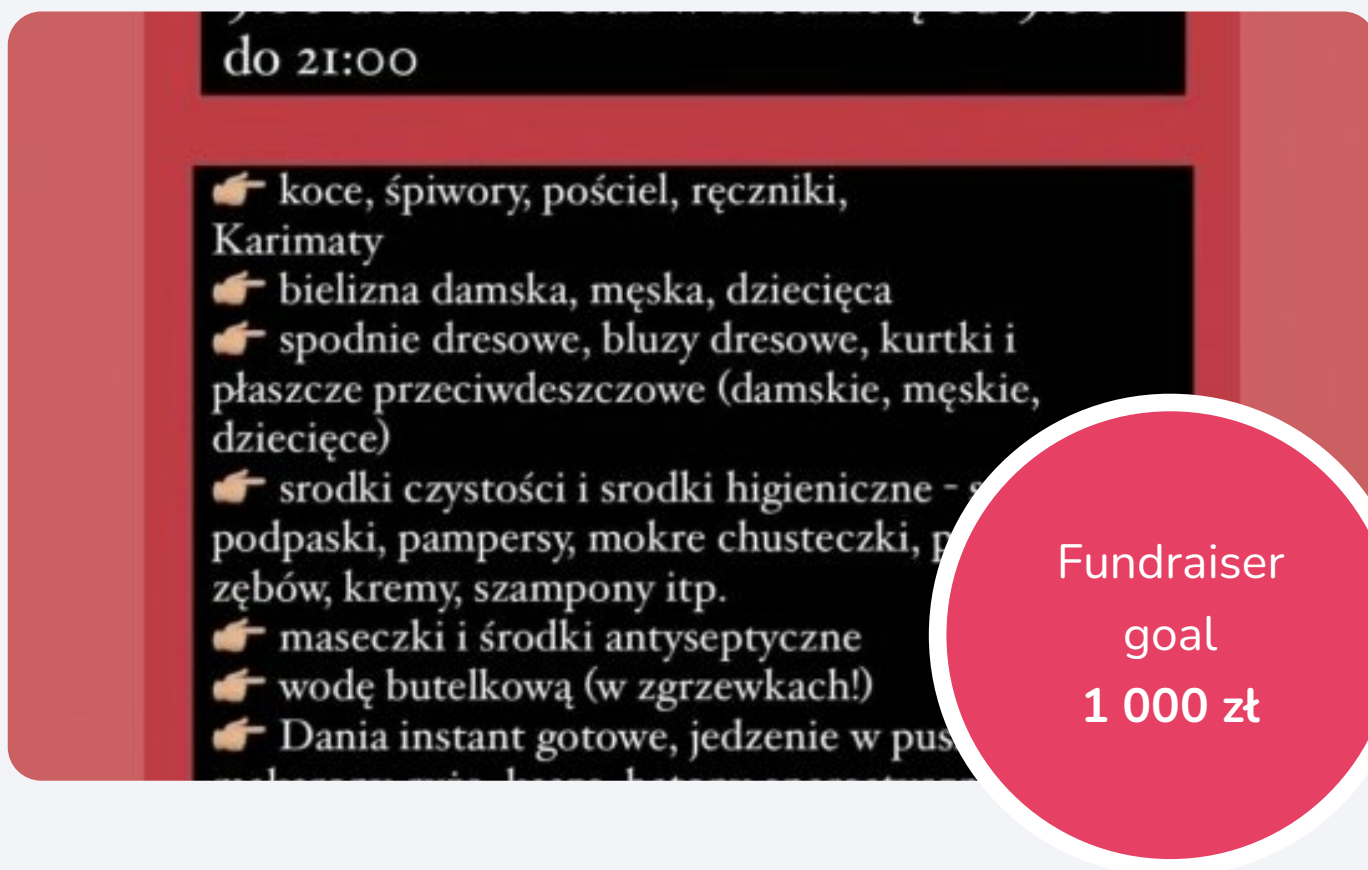 do 21:00
👉🏼 koce, śpiwory, pościel, ręczniki,
Karimaty
👉🏼 bielizna damska, męska, dziecięca
👉🏼 spodnie dresowe, bluzy dresowe, kurtki i
płaszcze przeciwdeszczowe (damskie, męskie,
dziecięce)
👉🏼 srodki czystości i srodki higieniczne -
podpaski, pampersy, mokre chusteczki,
zębów, kremy, szampony itp.
👉🏼 maseczki i środki antyseptyczne
👉🏼 wodę butelkową (w zgrzewkach!)
👉🏼 Dania instant gotowe, jedzenie w
Fundraiser
goal
1 000 zł